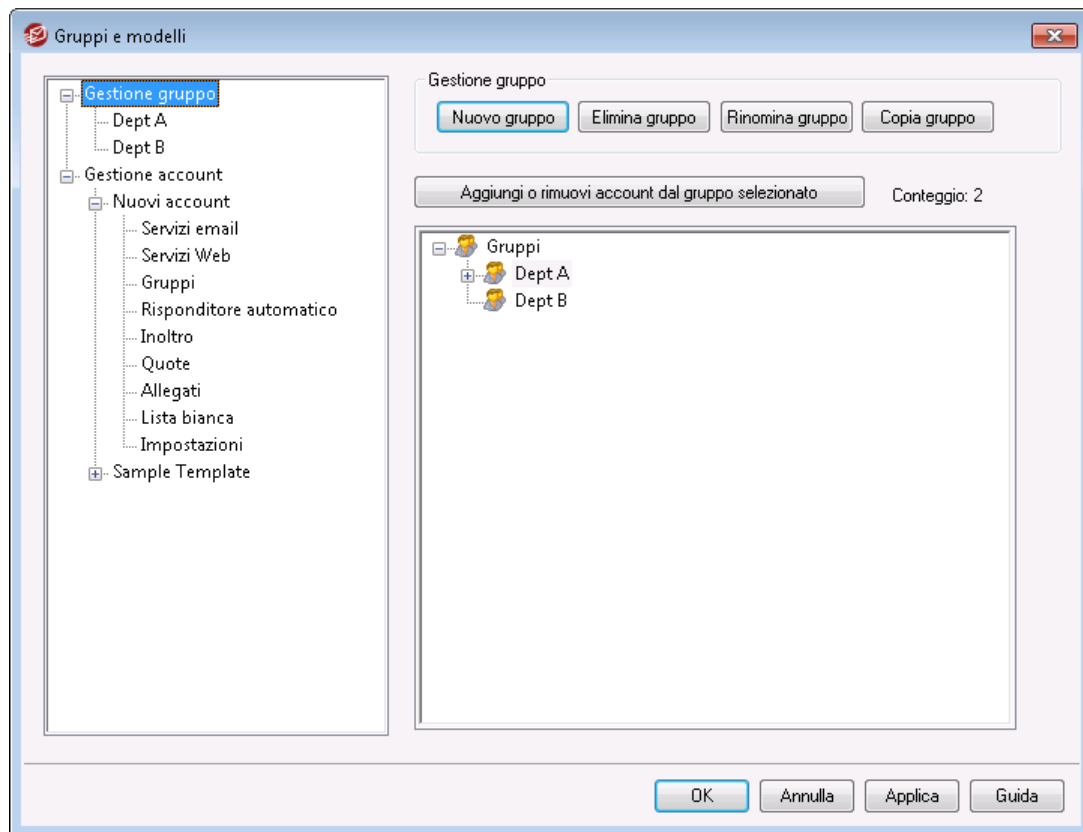 Gruppi e modelli
Gestione gruppo
Dept A
Dept B
Gestione account
Nuovi account
Servizi email
Servizi Web
Gruppi
Risponditore automatico
Inoltro
Quote
Allegati
Lista bianca
Impostazioni
Sample Template
Gestione gruppo
Nuovo gruppo Elimina gruppo Rinomina gruppo Copia gruppo
Aggiungi o rimuovi account dal gruppo selezionato Conteggio: 2
Gruppi
Dept A
Dept B
OK Annulla Applica Guida